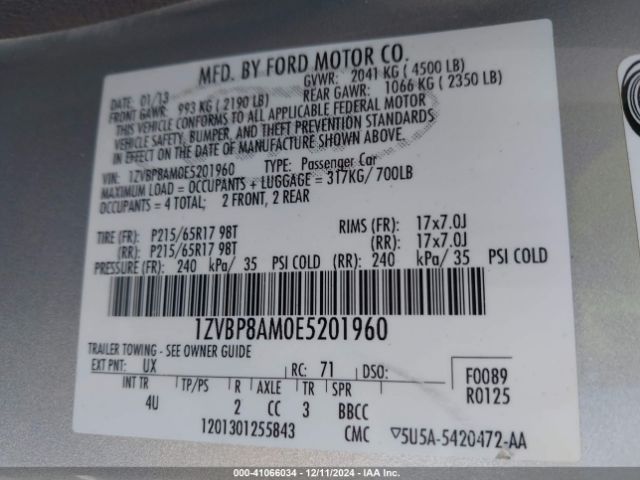 MFD. BY FORD MOTOR CO.
DATE: 01/13 GVWR: 2041 KG ( 4500 LB)
FRONT GAWR: 993 KG ( 2190 LB) REAR GAWR: 1066 KG ( 2350 LB)
THIS VEHICLE CONFORMS TO ALL APPLICABLE FEDERAL MOTOR
VEHICLE SAFETY, BUMPER, AND THEFT PREVENTION STANDARDS
IN EFFECT ON THE DATE OF MANUFACTURE SHOWN ABOVE.
VIN: 1ZVBP8AM0E5201960 TYPE: Passenger Car
MAXIMUM LOAD = OCCUPANTS + LUGGAGE = 317KG/ 700LB
OCCUPANTS = 4 TOTAL; 2 FRONT, 2 REAR
TIRE (FR): P215/65R17 98T RIMS (FR): 17x7.0J
(RR): P215/65R17 98T (RR): 17x7.0J
PRESSURE (FR): 240 kPa/ 35 PSI COLD (RR): 240 kPa/ 35 PSI COLD
1ZVBP8AM0E5201960
TRAILER TOWING - SEE OWNER GUIDE
EXT PNT: UX RC: 71 DSO: F0089
INT TR TP/PS R AXLE TR SPR R0125
4U 2 CC 3 BBCC
1201301255843 CMC ▽5U5A-5420472-AA
000-41066034 - 12/11/2024 - IAA Inc.